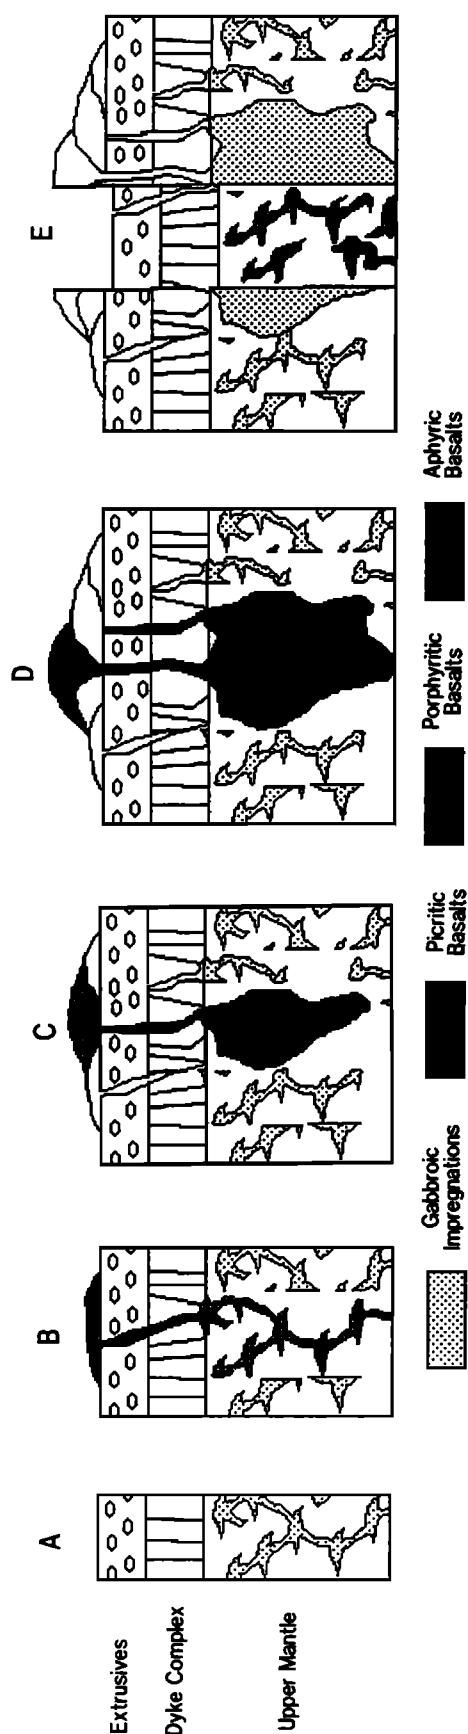 A
B
C
D
E
Extrusives
Dyke Complex
Upper Mantle
Gabbroic
Impregnations
Picritic
Basalts
Porphyritic
Basalts
Aphyric
Basalts